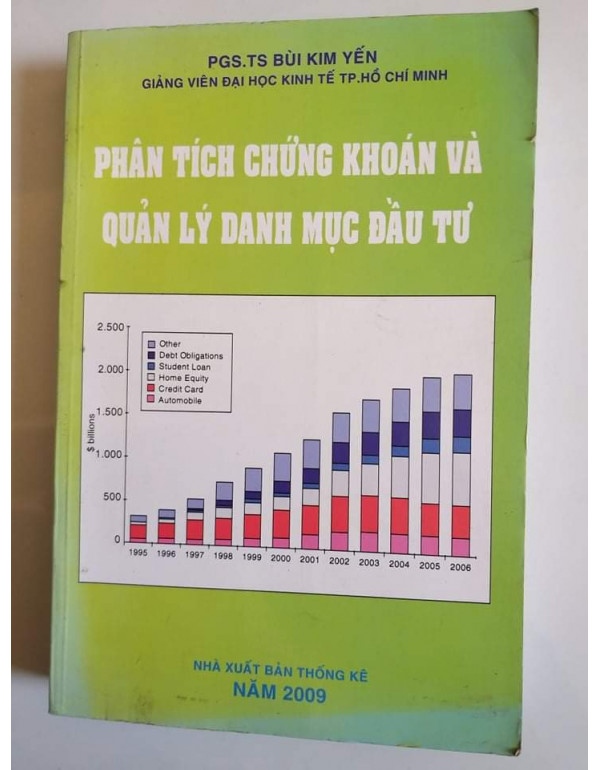 PGS.TS BÙI KIM YẾN
GIẢNG VIÊN ĐẠI HỌC KINH TẾ TP.HỒ CHÍ MINH
PHÂN TÍCH CHỨNG KHOÁN VÀ
QUẢN LÝ DANH MỤC ĐẦU TƯ
2.500
2.000
1.500
1.000
500
0
$ billions
Other
Debt Obligations
Student Loan
Home Equity
Credit Card
Automobile
1995 1996 1997 1998 1999 2000 2001 2002 2003 2004 2005 2006
NHÀ XUẤT BẢN THỐNG KÊ
NĂM 2009